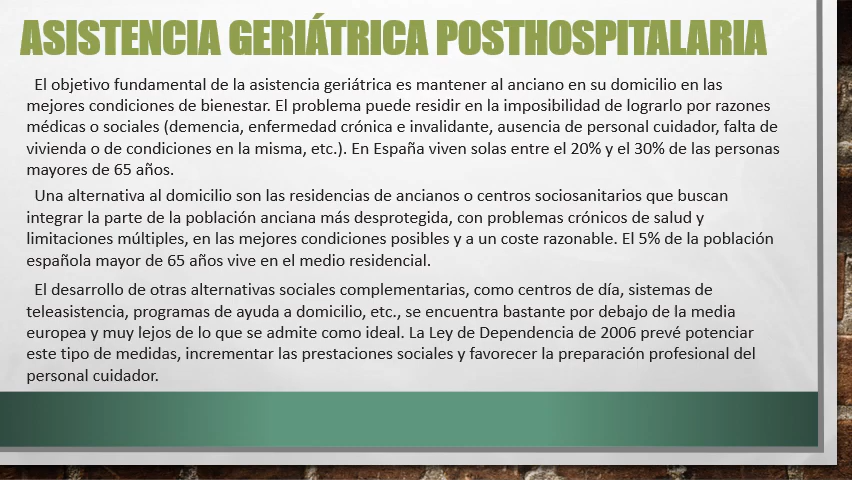 ASISTENCIA GERIÁTRICA POSTHOSPITALARIA
El objetivo fundamental de la asistencia geriátrica es mantener al anciano en su domicilio en las
mejores condiciones de bienestar. El problema puede residir en la imposibilidad de lograrlo por razones
médicas o sociales (demencia, enfermedad crónica e invalidante, ausencia de personal cuidador, falta de
vivienda o de condiciones en la misma, etc.). En España viven solas entre el 20% y el 30% de las personas
mayores de 65 años.
Una alternativa al domicilio son las residencias de ancianos o centros sociosanitarios que buscan
integrar la parte de la población anciana más desprotegida, con problemas crónicos de salud y
limitaciones múltiples, en las mejores condiciones posibles y a un coste razonable. El 5% de la población
española mayor de 65 años vive en el medio residencial.
El desarrollo de otras alternativas sociales complementarias, como centros de día, sistemas de
teleasistencia, programas de ayuda a domicilio, etc., se encuentra bastante por debajo de la media
europea y muy lejos de lo que se admite como ideal. La Ley de Dependencia de 2006 prevé potenciar
este tipo de medidas, incrementar las prestaciones sociales y favorecer la preparación profesional del
personal cuidador.